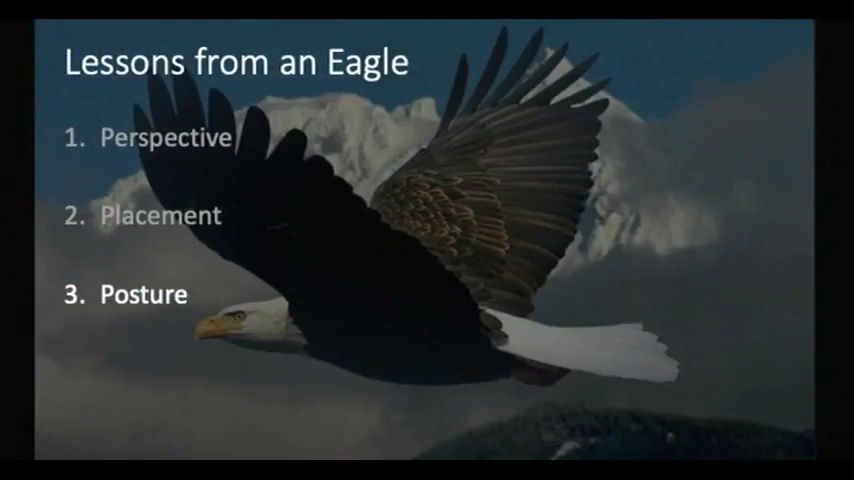 Lessons from an Eagle
1. Perspective
2. Placement
3. Posture